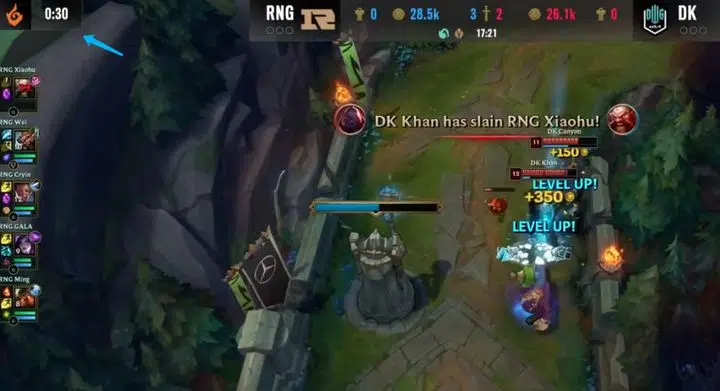 0:30
RNG 0 28.5k 3 2 26.1k 0 DK
17:21
RNG Xiaohu
RNG Wei
RNG Cryin
RNG GALA
RNG Ming
DK Khan has slain RNG Xiaohu!
DK Canyon
11
+150
DK Khan
12
LEVEL UP!
+350
LEVEL UP!